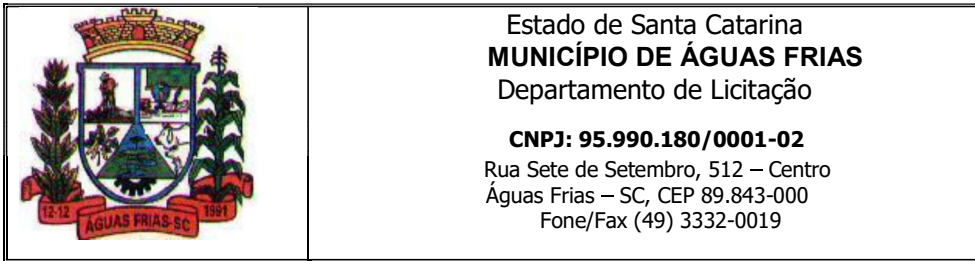 12-12
ÁGUAS FRIAS-SC
1991
Estado de Santa Catarina
MUNICÍPIO DE ÁGUAS FRIAS
Departamento de Licitação
CNPJ: 95.990.180/0001-02
Rua Sete de Setembro, 512 – Centro
Águas Frias – SC, CEP 89.843-000
Fone/Fax (49) 3332-0019